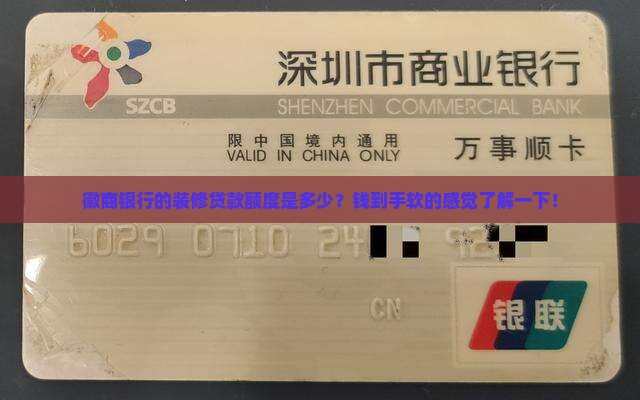 深圳市商业银行
SZCB
SHENZHEN COMMERCIAL BANK
限中国境内通用
VALID IN CHINA ONLY
万事顺卡
徽商银行的装修贷款额度是多少？钱到手软的感觉了解一下！
6029 0710 24
CN
银联